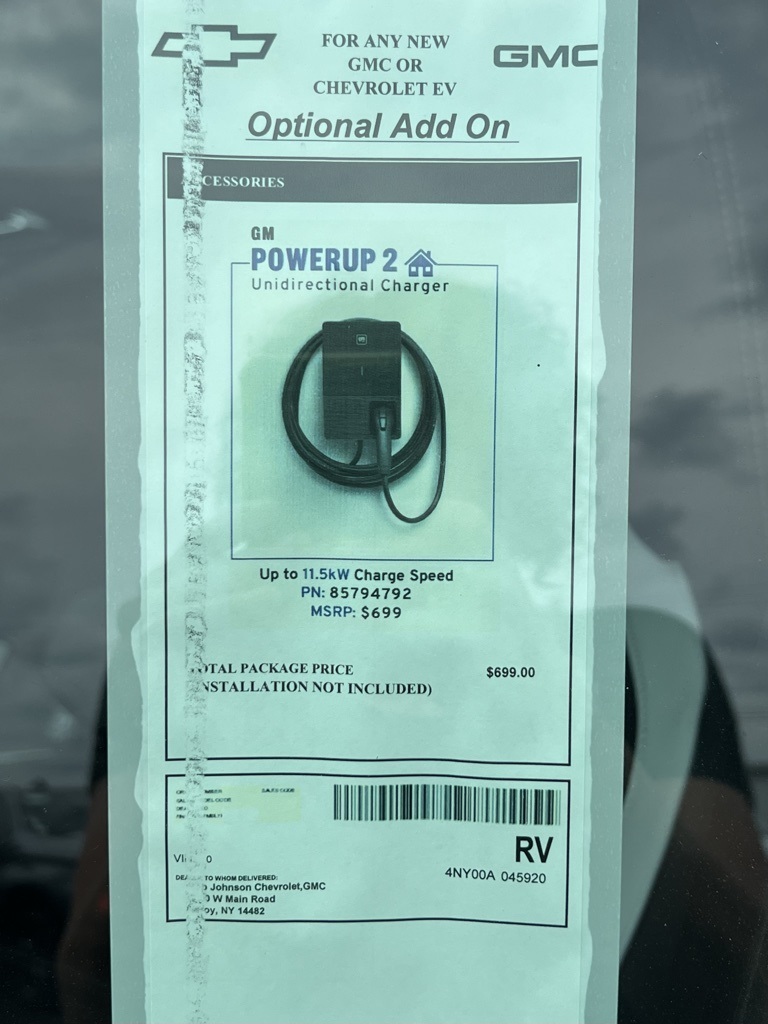 FOR ANY NEW
GMC OR
CHEVROLET EV
GMC
Optional Add On
CESSORIES
GM
POWERUP 2
Unidirectional Charger
Up to 11.5kW Charge Speed
PN: 85794792
MSRP: $699
OTAL PACKAGE PRICE $699.00
NSTALLATION NOT INCLUDED)
SALES CODE
RV
4NY00A 045920
TO WHOM DELIVERED:
Johnson Chevrolet,GMC
W Main Road
NY 14482